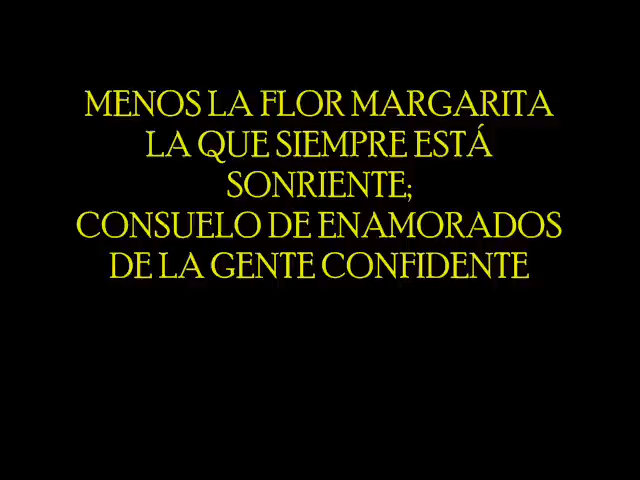 MENOS LA FLOR MARGARITA
LA QUE SIEMPRE ESTÁ
SONRIENTE;
CONSUELO DE ENAMORADOS
DE LA GENTE CONFIDENTE